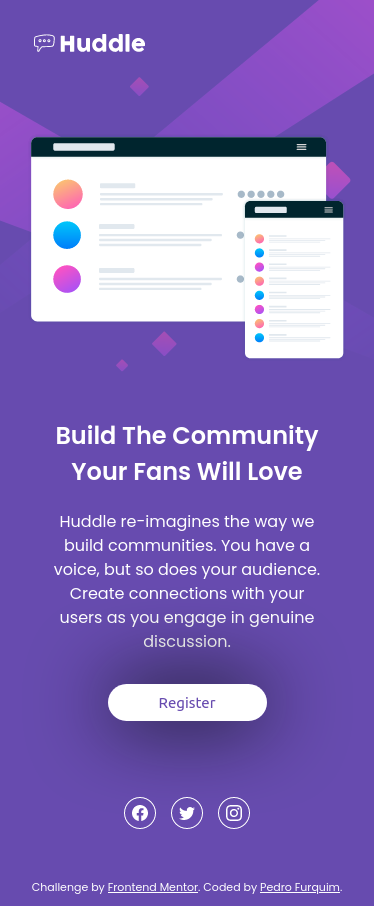 Huddle
Build The Community
Your Fans Will Love
Huddle re-imagines the way we
build communities. You have a
voice, but so does your audience.
Create connections with your
users as you engage in genuine
discussion.
Register
Challenge by Frontend Mentor. Coded by Pedro Furquim.